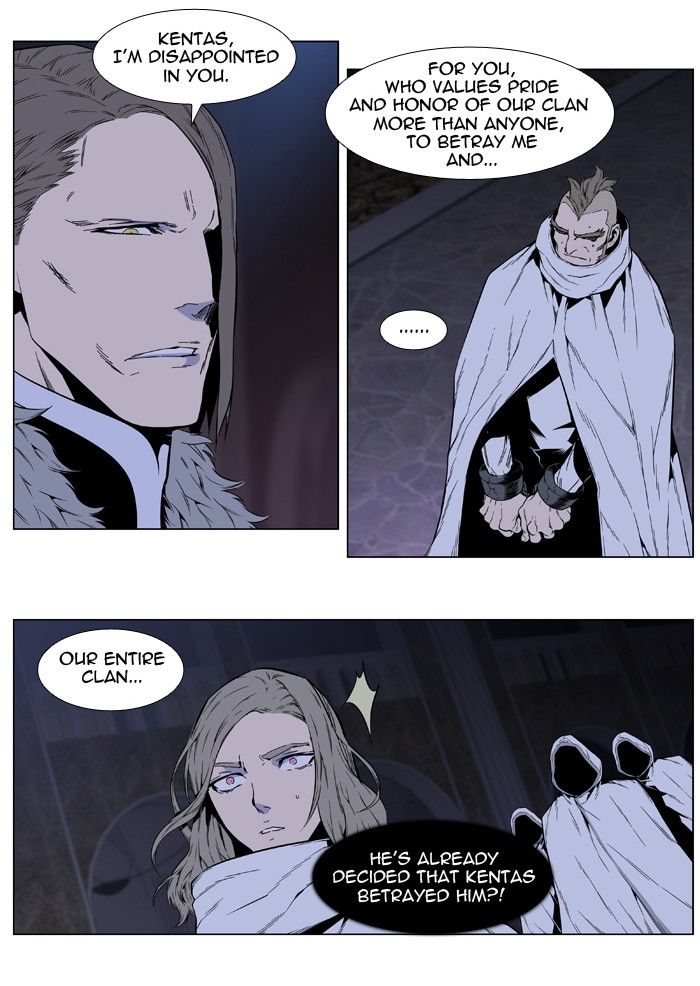 KENTAS,
I'M DISAPPOINTED
IN YOU.
FOR YOU,
WHO VALUES PRIDE
AND HONOR OF OUR CLAN
MORE THAN ANYONE,
TO BETRAY ME
AND...
......
OUR ENTIRE
CLAN...
HE'S ALREADY
DECIDED THAT KENTAS
BETRAYED HIM?!